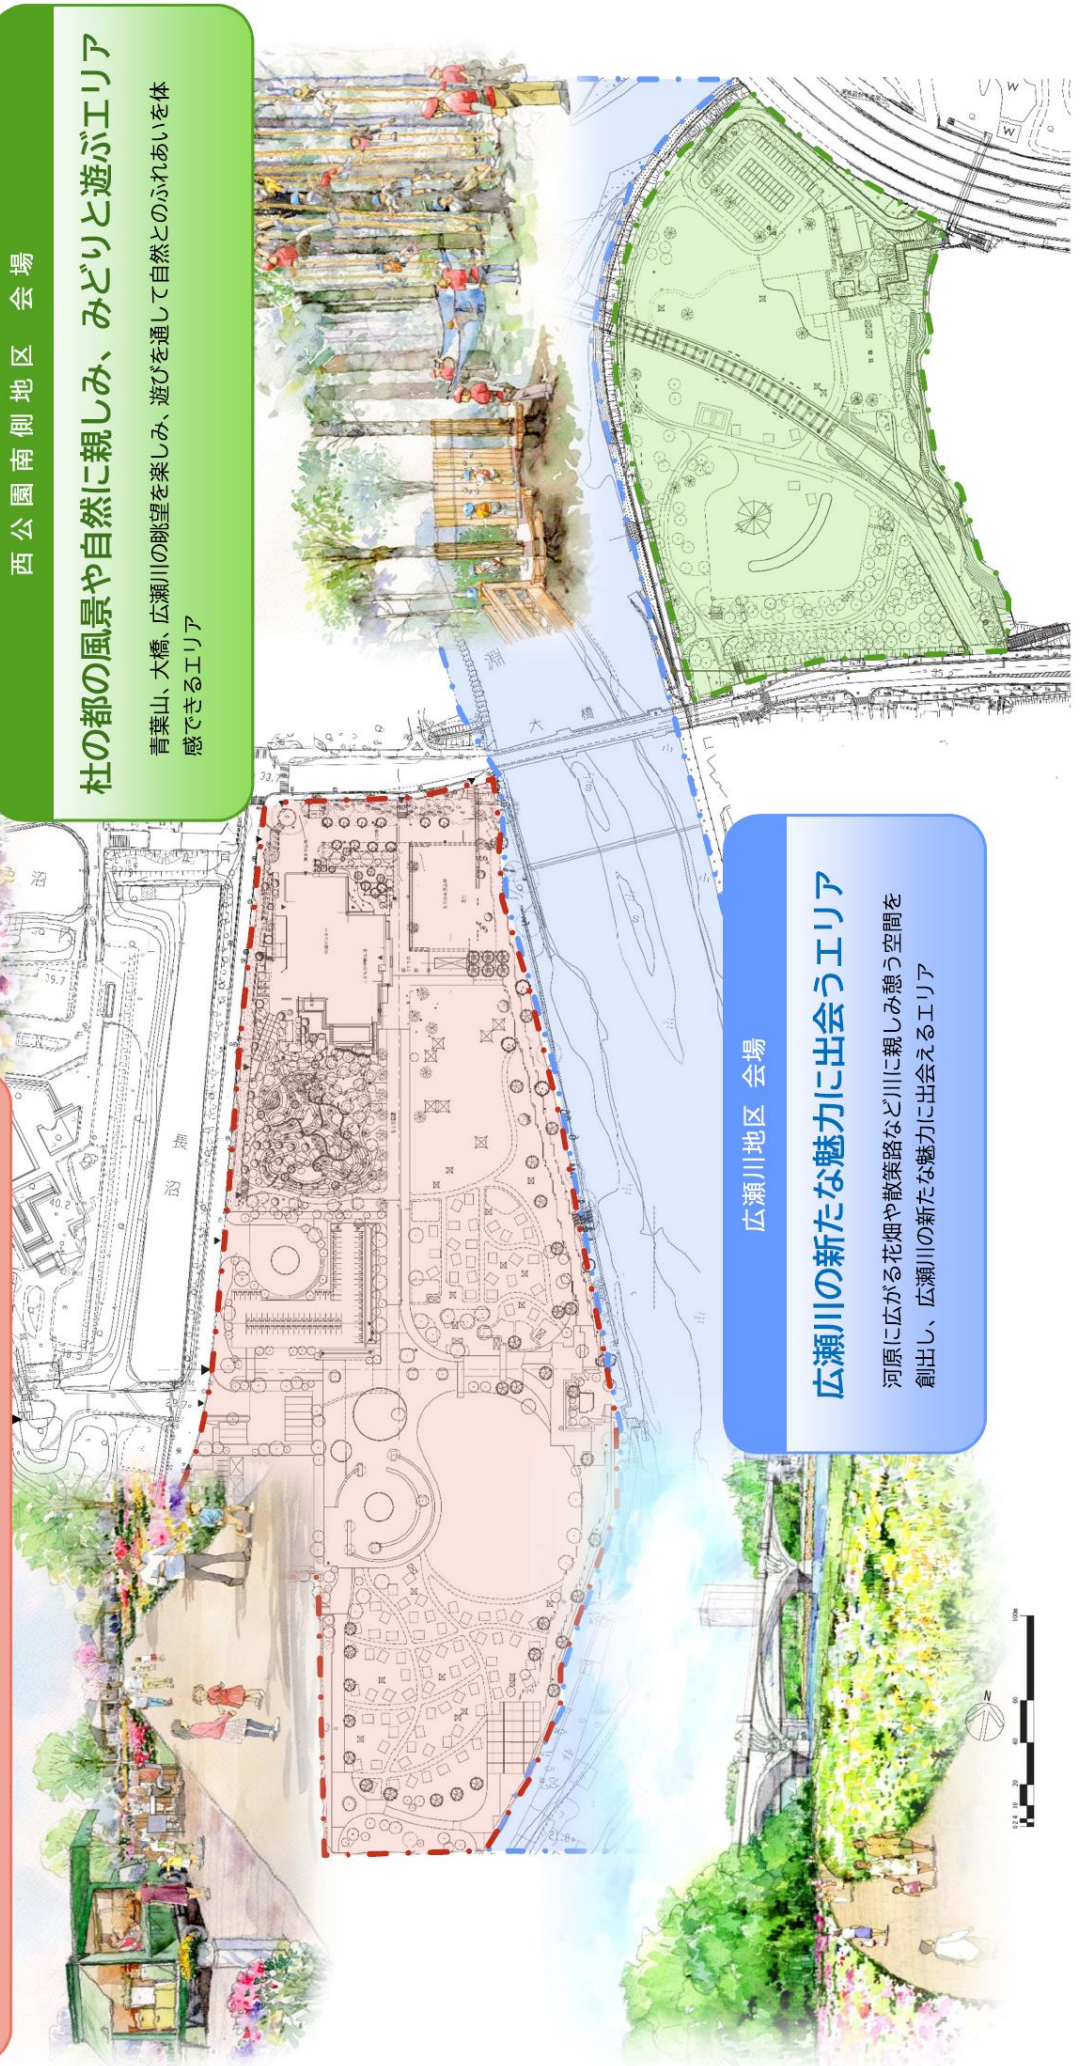 西公園南側地区 会場
杜の都の風景や自然に親しみ、みどりと遊ぶエリア
青葉山、大橋、広瀬川の眺望を楽しみ、遊びを通して自然とのふれあいを体
感できるエリア
広瀬川地区 会場
広瀬川の新たな魅力に出会うエリア
河原に広がる花畑や散策路など川に親しみ憩う空間を
創出し、広瀬川の新たな魅力に出会えるエリア
大橋
沼
33.7
39.7
40.2
W
W
N